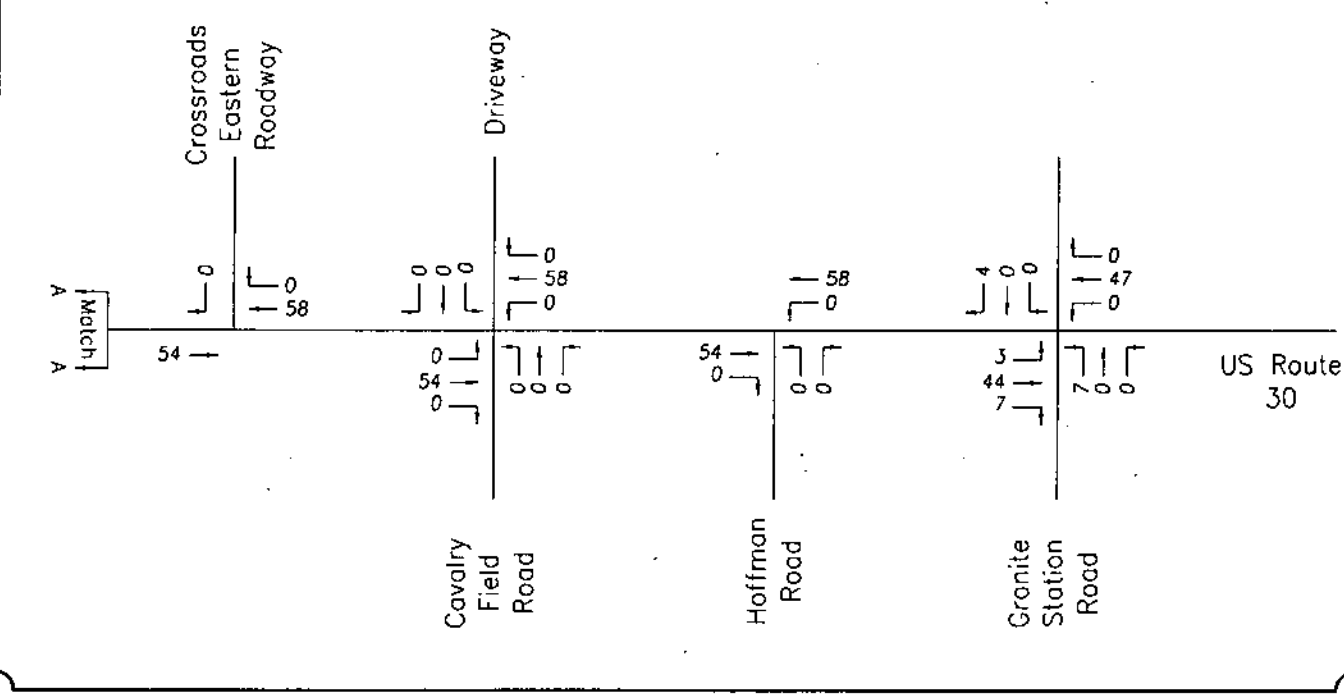 Crossroads
Eastern
Roadway
Driveway
A
Match
A
0
0
58
54
0
0
0
0
58
0
0
54
0
0
0
0
58
0
54
0
0
0
4
0
0
0
47
0
3
44
7
7
0
0
US Route
30
Cavalry
Field
Road
Hoffman
Road
Granite
Station
Road